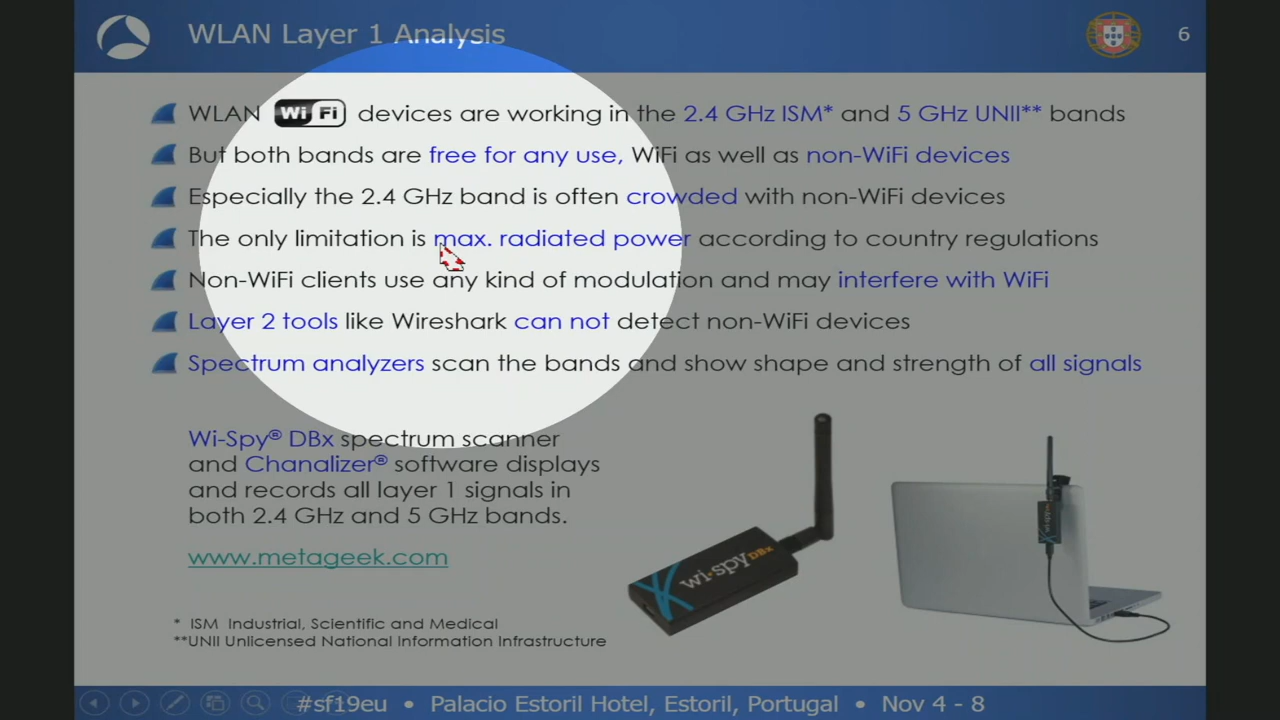 WLAN Layer 1 Analysis
6
WLAN Wi Fi devices are working in the 2.4 GHz ISM* and 5 GHz UNII** bands
But both bands are free for any use, WiFi as well as non-WiFi devices
Especially the 2.4 GHz band is often crowded with non-WiFi devices
The only limitation is max. radiated power according to country regulations
Non-WiFi clients use any kind of modulation and may interfere with WiFi
Layer 2 tools like Wireshark can not detect non-WiFi devices
Spectrum analyzers scan the bands and show shape and strength of all signals
Wi-Spy® DBx spectrum scanner
and Chanalizer® software displays
and records all layer 1 signals in
both 2.4 GHz and 5 GHz bands.
www.metageek.com
wi·spy DBx
* ISM Industrial, Scientific and Medical
**UNII Unlicensed National Information Infrastructure
#sf19eu • Palacio Estoril Hotel, Estoril, Portugal • Nov 4 - 8